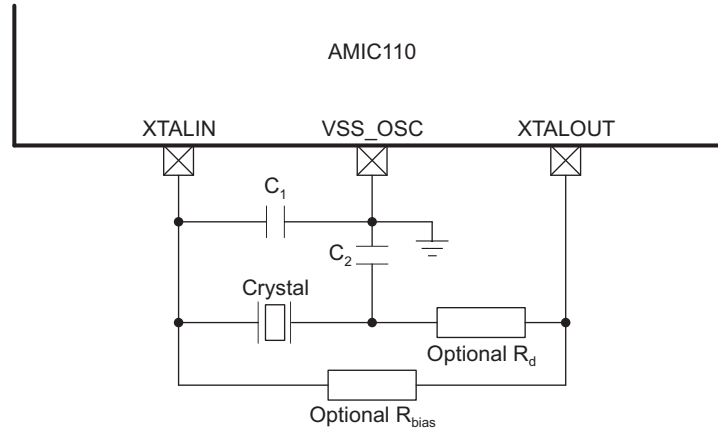 AMIC110
XTALIN
VSS_OSC
XTALOUT
C1
C2
Crystal
Optional Rd
Optional Rbias